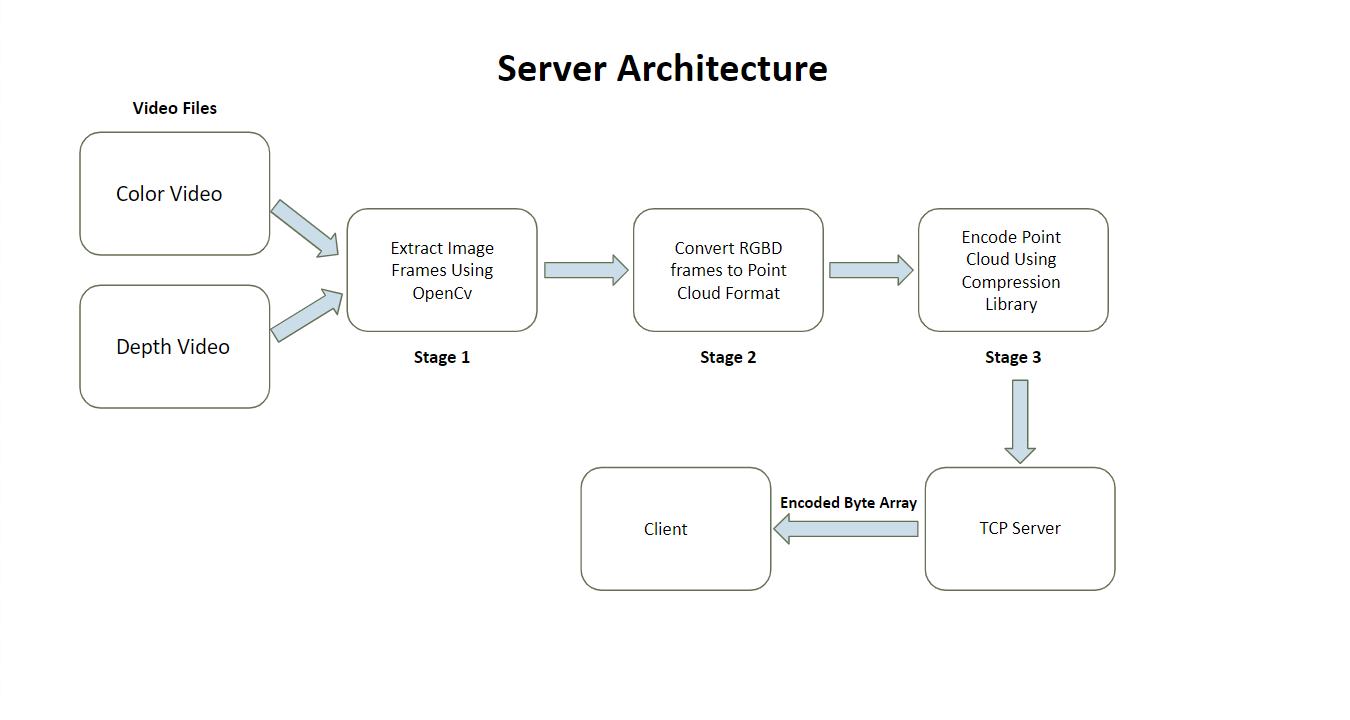 Server Architecture
Video Files
Color Video
Depth Video
Extract Image
Frames Using
OpenCv
Stage 1
Convert RGBD
frames to Point
Cloud Format
Stage 2
Encode Point
Cloud Using
Compression
Library
Stage 3
Client
Encoded Byte Array
TCP Server